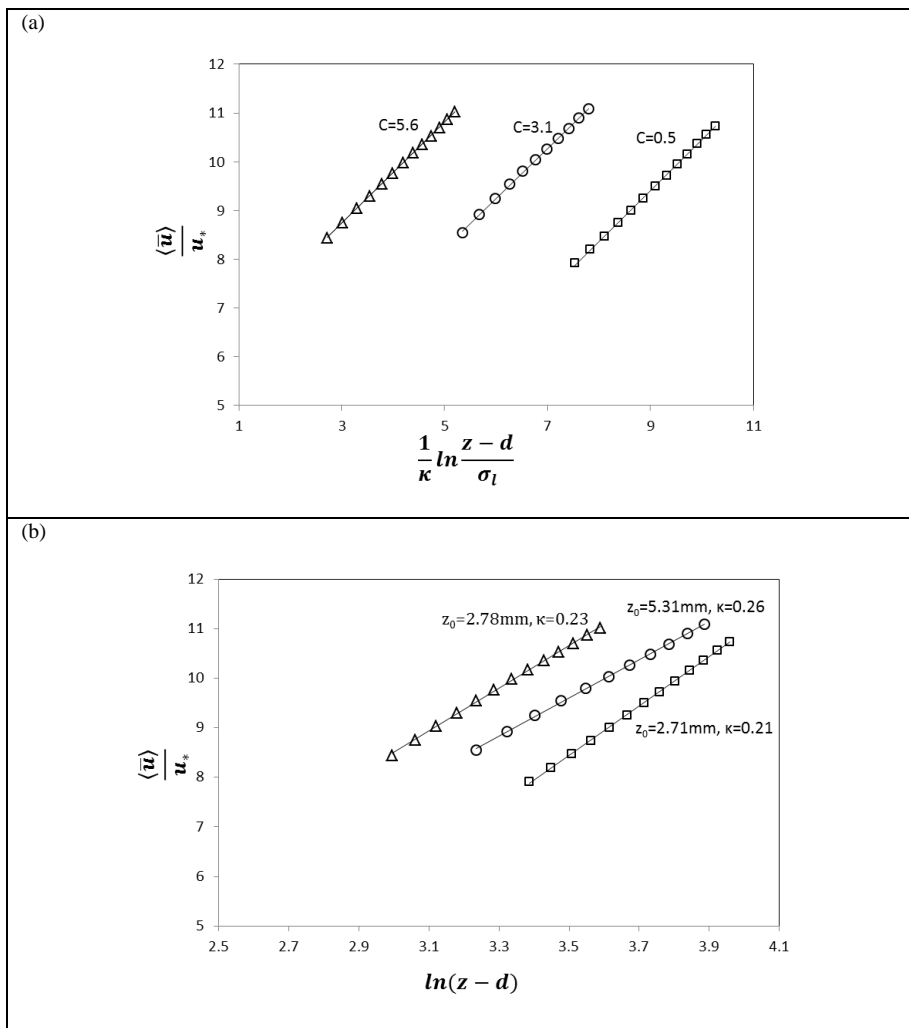 (a)
12
11
10
9
8
7
6
5
C=5.6
C=3.1
C=0.5
⟨u̅⟩/u*
1 3 5 7 9 11
1/κ ln (z − d)/σl
(b)
12
11
10
9
8
7
6
5
z₀=2.78mm, κ=0.23
z₀=5.31mm, κ=0.26
z₀=2.71mm, κ=0.21
⟨u̅⟩/u*
2.5 2.7 2.9 3.1 3.3 3.5 3.7 3.9 4.1
ln(z − d)